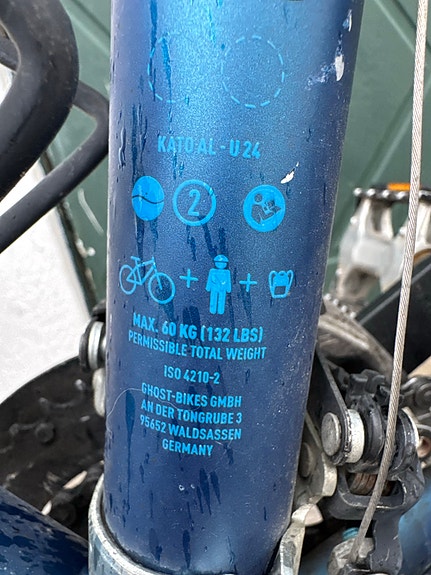 KATO AL - U 24
2
MAX. 60 KG (132 LBS)
PERMISSIBLE TOTAL WEIGHT
ISO 4210-2
GHOST-BIKES GMBH
AN DER TONGRUBE 3
95652 WALDSASSEN
GERMANY